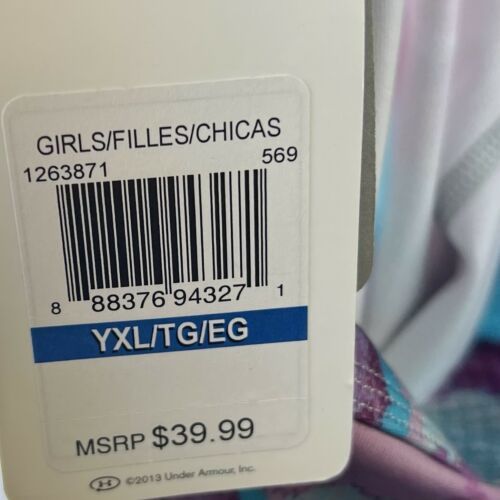 GIRLS/FILLES/CHICAS
1263871 569
8 88376 94327 1
YXL/TG/EG
MSRP $39.99
©2013 Under Armour, Inc.